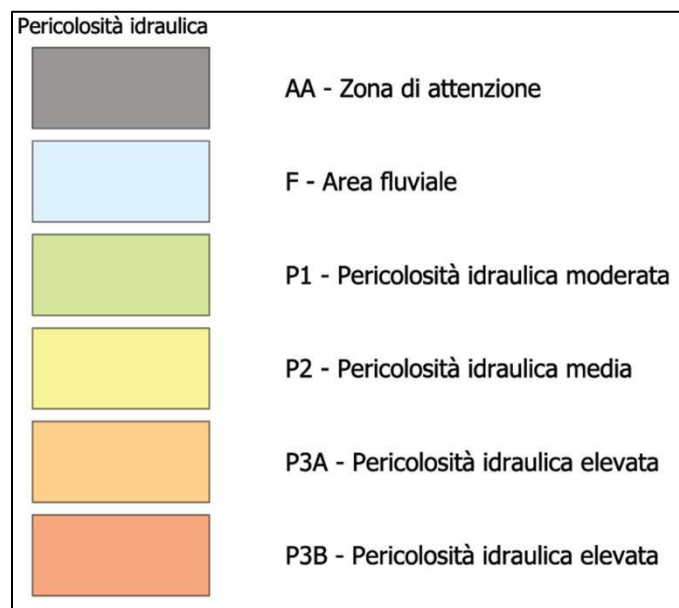 Pericolosità idraulica
AA - Zona di attenzione
F - Area fluviale
P1 - Pericolosità idraulica moderata
P2 - Pericolosità idraulica media
P3A - Pericolosità idraulica elevata
P3B - Pericolosità idraulica elevata